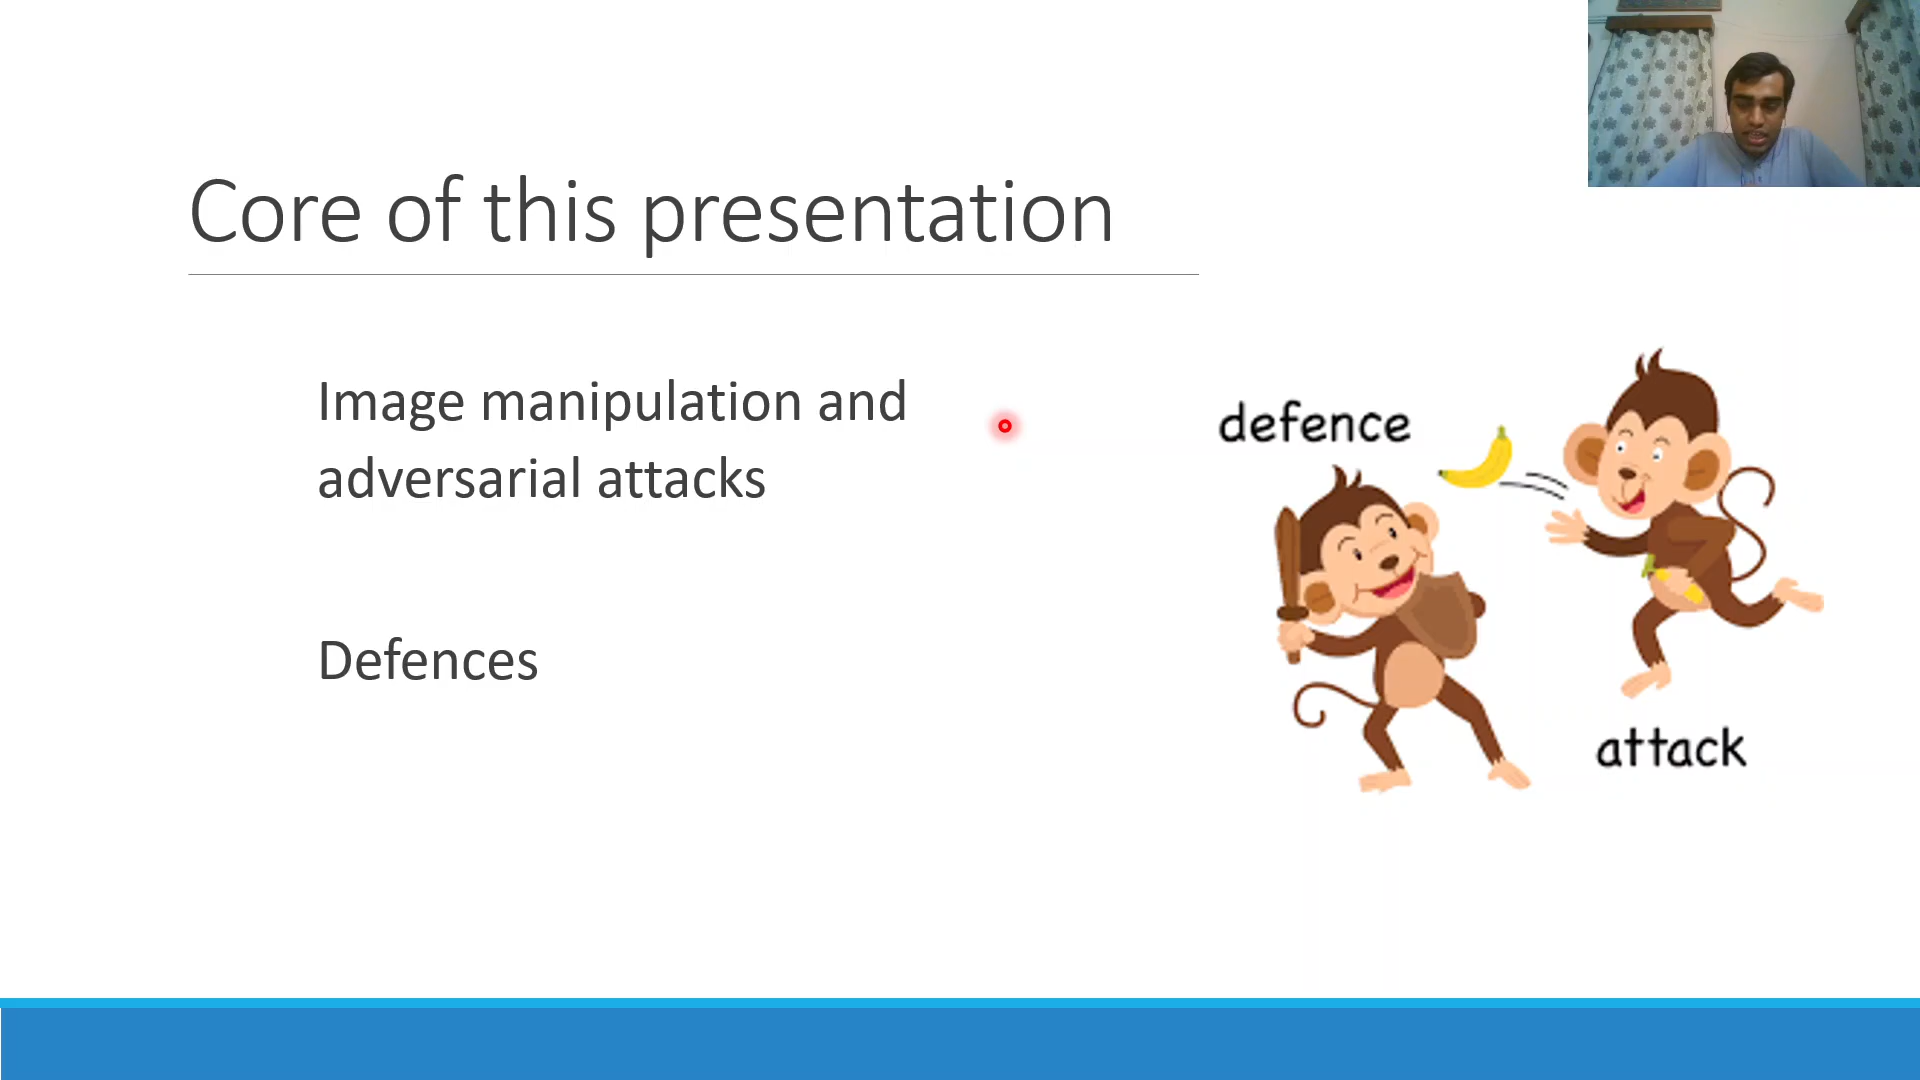 Core of this presentation
Image manipulation and
adversarial attacks
Defences
defence
attack